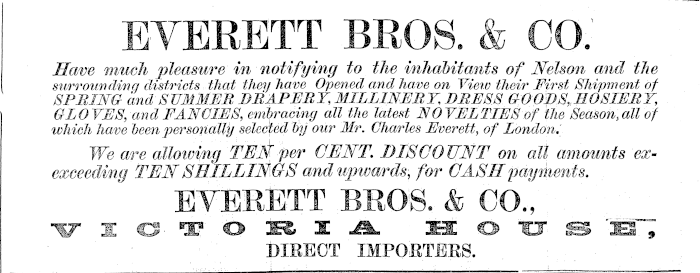 EVERETT BROS. & CO.
Have much pleasure in notifying to the inhabitants of Nelson and the
surrounding districts that they have Opened and have on View their First Shipment of
SPRING and SUMMER DRAPERY, MILLINERY, DRESS GOODS, HOSIERY,
GLOVES, and FANCIES, embracing all the latest NOVELTIES of the Season, all of
which have been personally selected by our Mr. Charles Everett, of London.
We are allowing TEN per CENT. DISCOUNT on all amounts ex-
exceeding TEN SHILLINGS and upwards, for CASH payments.
EVERETT BROS. & CO.,
VICTORIA HOUSE,
DIRECT IMPORTERS.